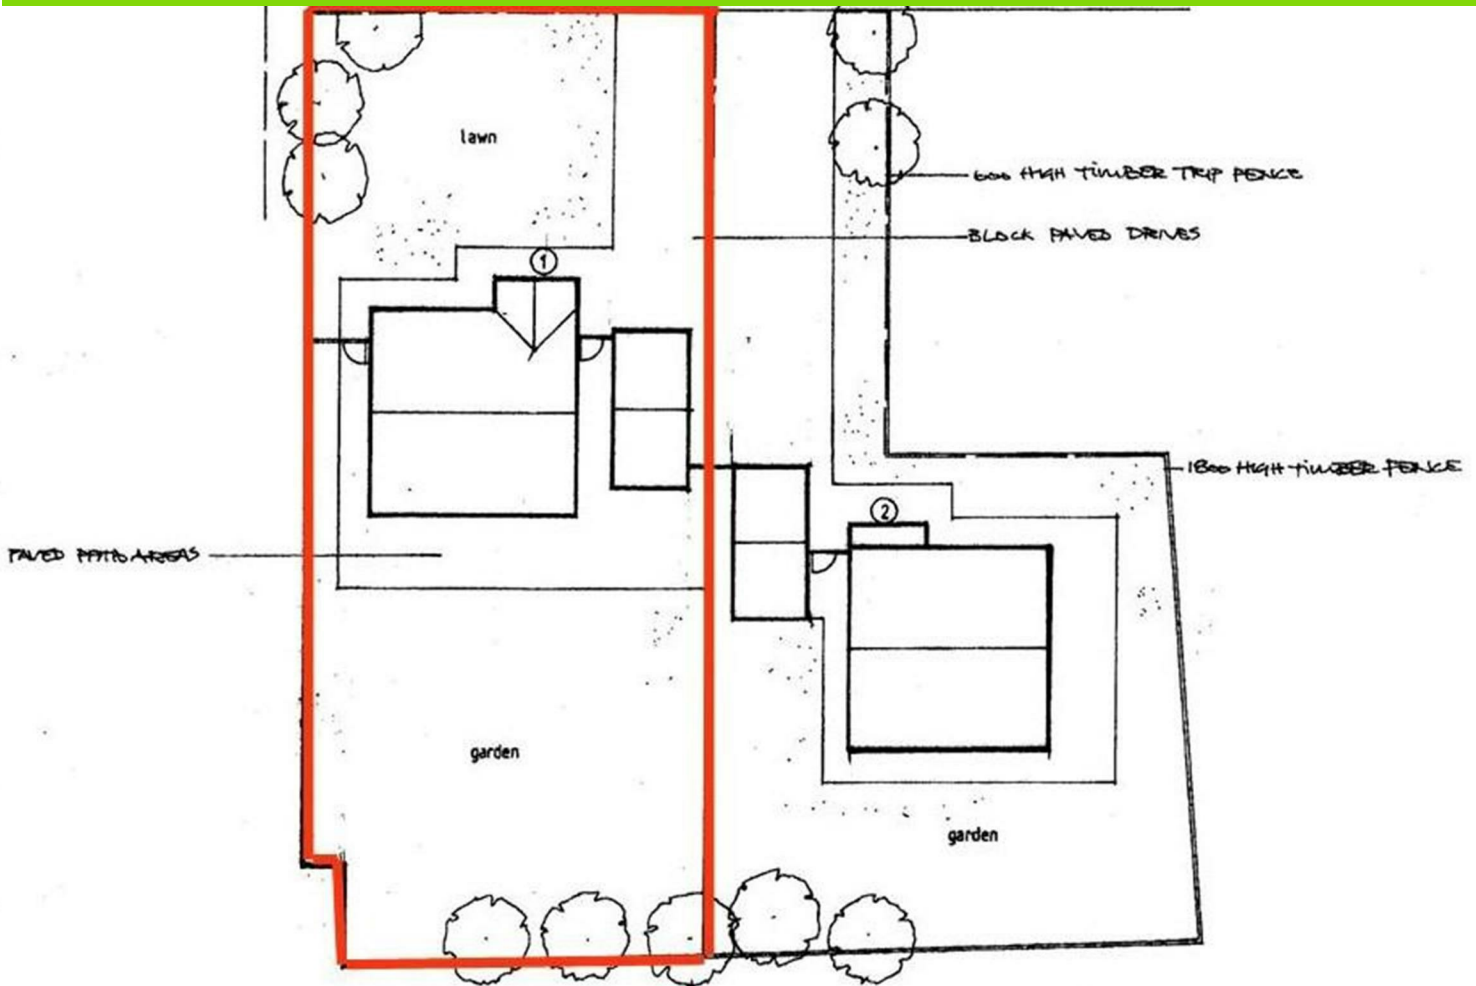 lawn
600 HIGH TIMBER TRIP FENCE
BLOCK PAVED DRIVES
1
1800 HIGH TIMBER FENCE
2
PAVED PATIO AREAS
garden
garden